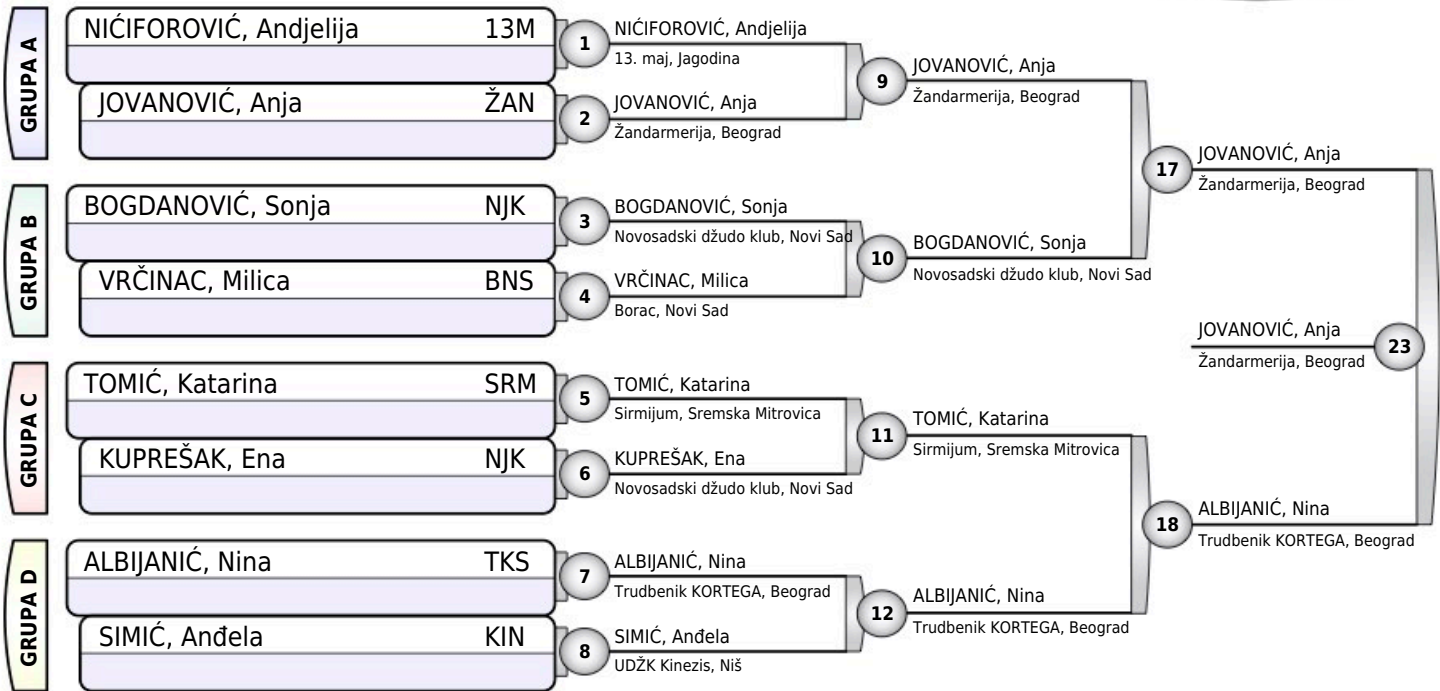 GRUPA A
NIĆIFOROVIĆ, Andjelija 13M
JOVANOVIĆ, Anja ŽAN
GRUPA B
BOGDANOVIĆ, Sonja NJK
VRČINAC, Milica BNS
GRUPA C
TOMIĆ, Katarina SRM
KUPREŠAK, Ena NJK
GRUPA D
ALBIJANIĆ, Nina TKS
SIMIĆ, Anđela KIN
1
NIĆIFOROVIĆ, Andjelija
13. maj, Jagodina
2
JOVANOVIĆ, Anja
Žandarmerija, Beograd
3
BOGDANOVIĆ, Sonja
Novosadski džudo klub, Novi Sad
4
VRČINAC, Milica
Borac, Novi Sad
5
TOMIĆ, Katarina
Sirmijum, Sremska Mitrovica
6
KUPREŠAK, Ena
Novosadski džudo klub, Novi Sad
7
ALBIJANIĆ, Nina
Trudbenik KORTEGA, Beograd
8
SIMIĆ, Anđela
UDŽK Kinezis, Niš
9
JOVANOVIĆ, Anja
Žandarmerija, Beograd
10
BOGDANOVIĆ, Sonja
Novosadski džudo klub, Novi Sad
11
TOMIĆ, Katarina
Sirmijum, Sremska Mitrovica
12
ALBIJANIĆ, Nina
Trudbenik KORTEGA, Beograd
17
JOVANOVIĆ, Anja
Žandarmerija, Beograd
18
ALBIJANIĆ, Nina
Trudbenik KORTEGA, Beograd
JOVANOVIĆ, Anja
Žandarmerija, Beograd
23